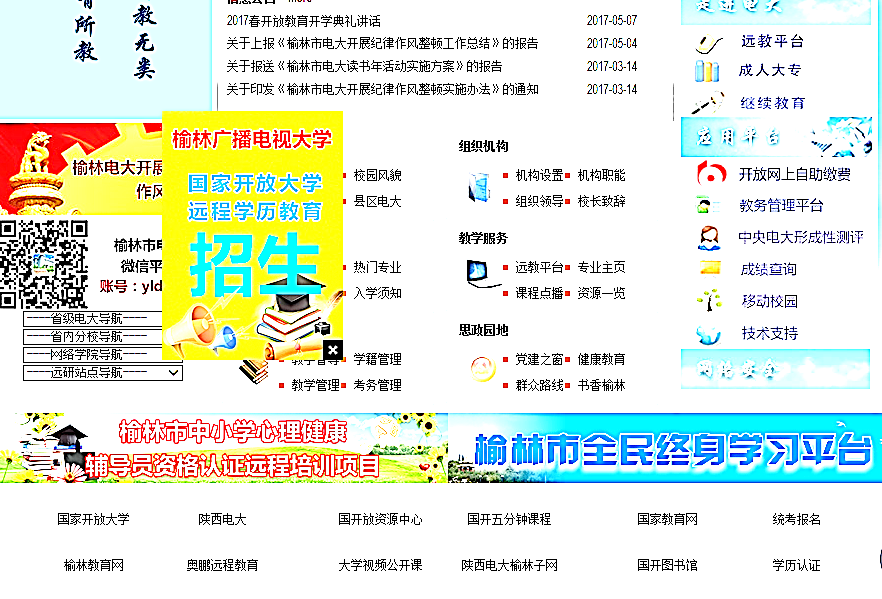 有所教
教无类
信息公告 more
2017春开放教育开学典礼讲话 2017-05-07
关于上报《榆林市电大开展纪律作风整顿工作总结》的报告 2017-05-04
关于报送《榆林市电大读书年活动实施方案》的报告 2017-03-14
关于印发《榆林市电大开展纪律作风整顿实施办法》的通知 2017-03-14
走进电大
远教平台
成人大专
继续教育
应用平台
开放网上自助缴费
教务管理平台
中央电大形成性测评
成绩查询
移动校园
技术支持
网络安全
榆林电大开展
作风
榆林市电
微信平
账号：yld
----省级电大导航----
----省内分校导航----
----网络学院导航----
----远研站点导航----
榆林广播电视大学
国家开放大学
远程学历教育
招生
校园风貌
县区电大
热门专业
入学须知
教学督导 学籍管理
教学管理 考务管理
组织机构
机构设置 机构职能
组织领导 校长致辞
教学服务
远教平台 专业主页
课程点播 资源一览
思政园地
党建之窗 健康教育
群众路线 书香榆林
榆林市中小学心理健康
辅导员资格认证远程培训项目
榆林市全民终身学习平台
国家开放大学 陕西电大 国开放资源中心 国开五分钟课程 国家教育网 统考报名
榆林教育网 奥鹏远程教育 大学视频公开课 陕西电大榆林子网 国开图书馆 学历认证